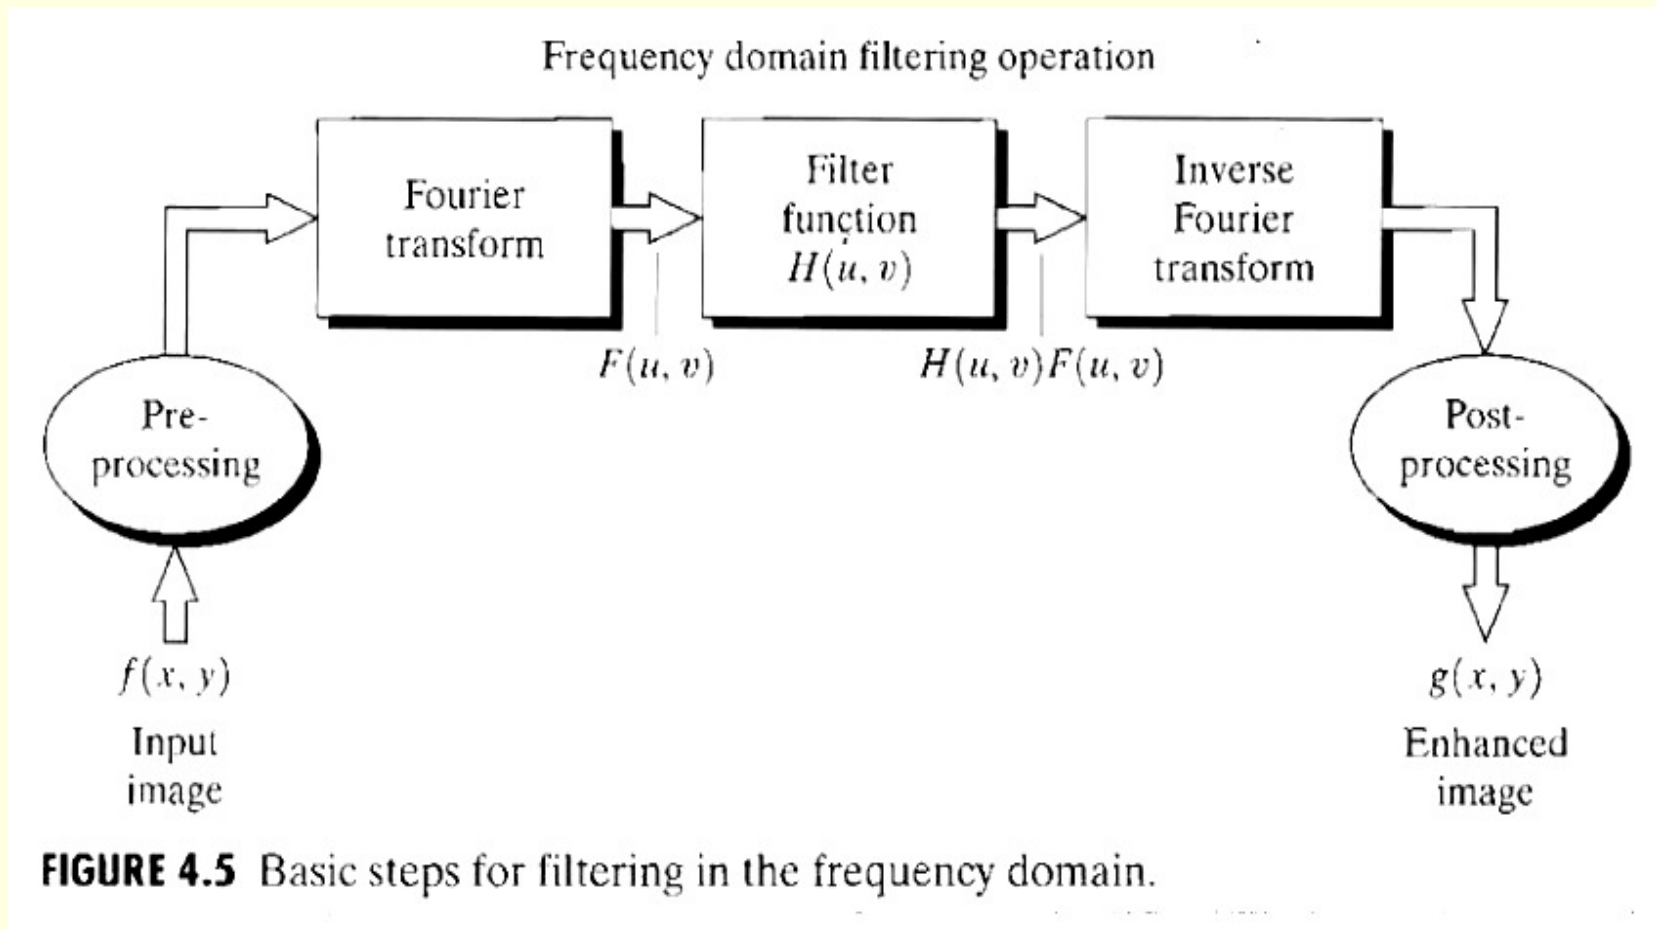 Frequency domain filtering operation
Fourier
transform
Filter
function
H(u, v)
Inverse
Fourier
transform
F(u, v)
H(u, v)F(u, v)
Pre-
processing
Post-
processing
f(x, y)
Input
image
g(x, y)
Enhanced
image
FIGURE 4.5 Basic steps for filtering in the frequency domain.